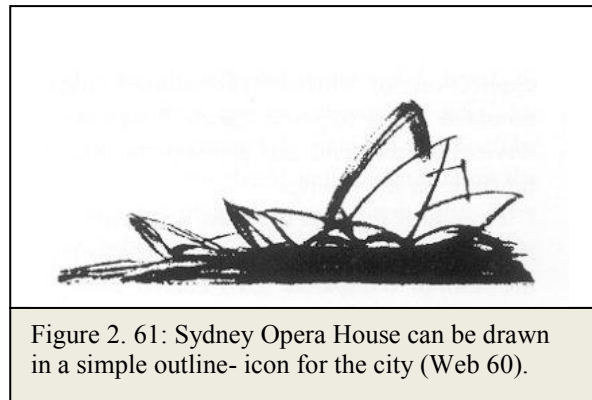 Figure 2. 61: Sydney Opera House can be drawn
in a simple outline- icon for the city (Web 60).